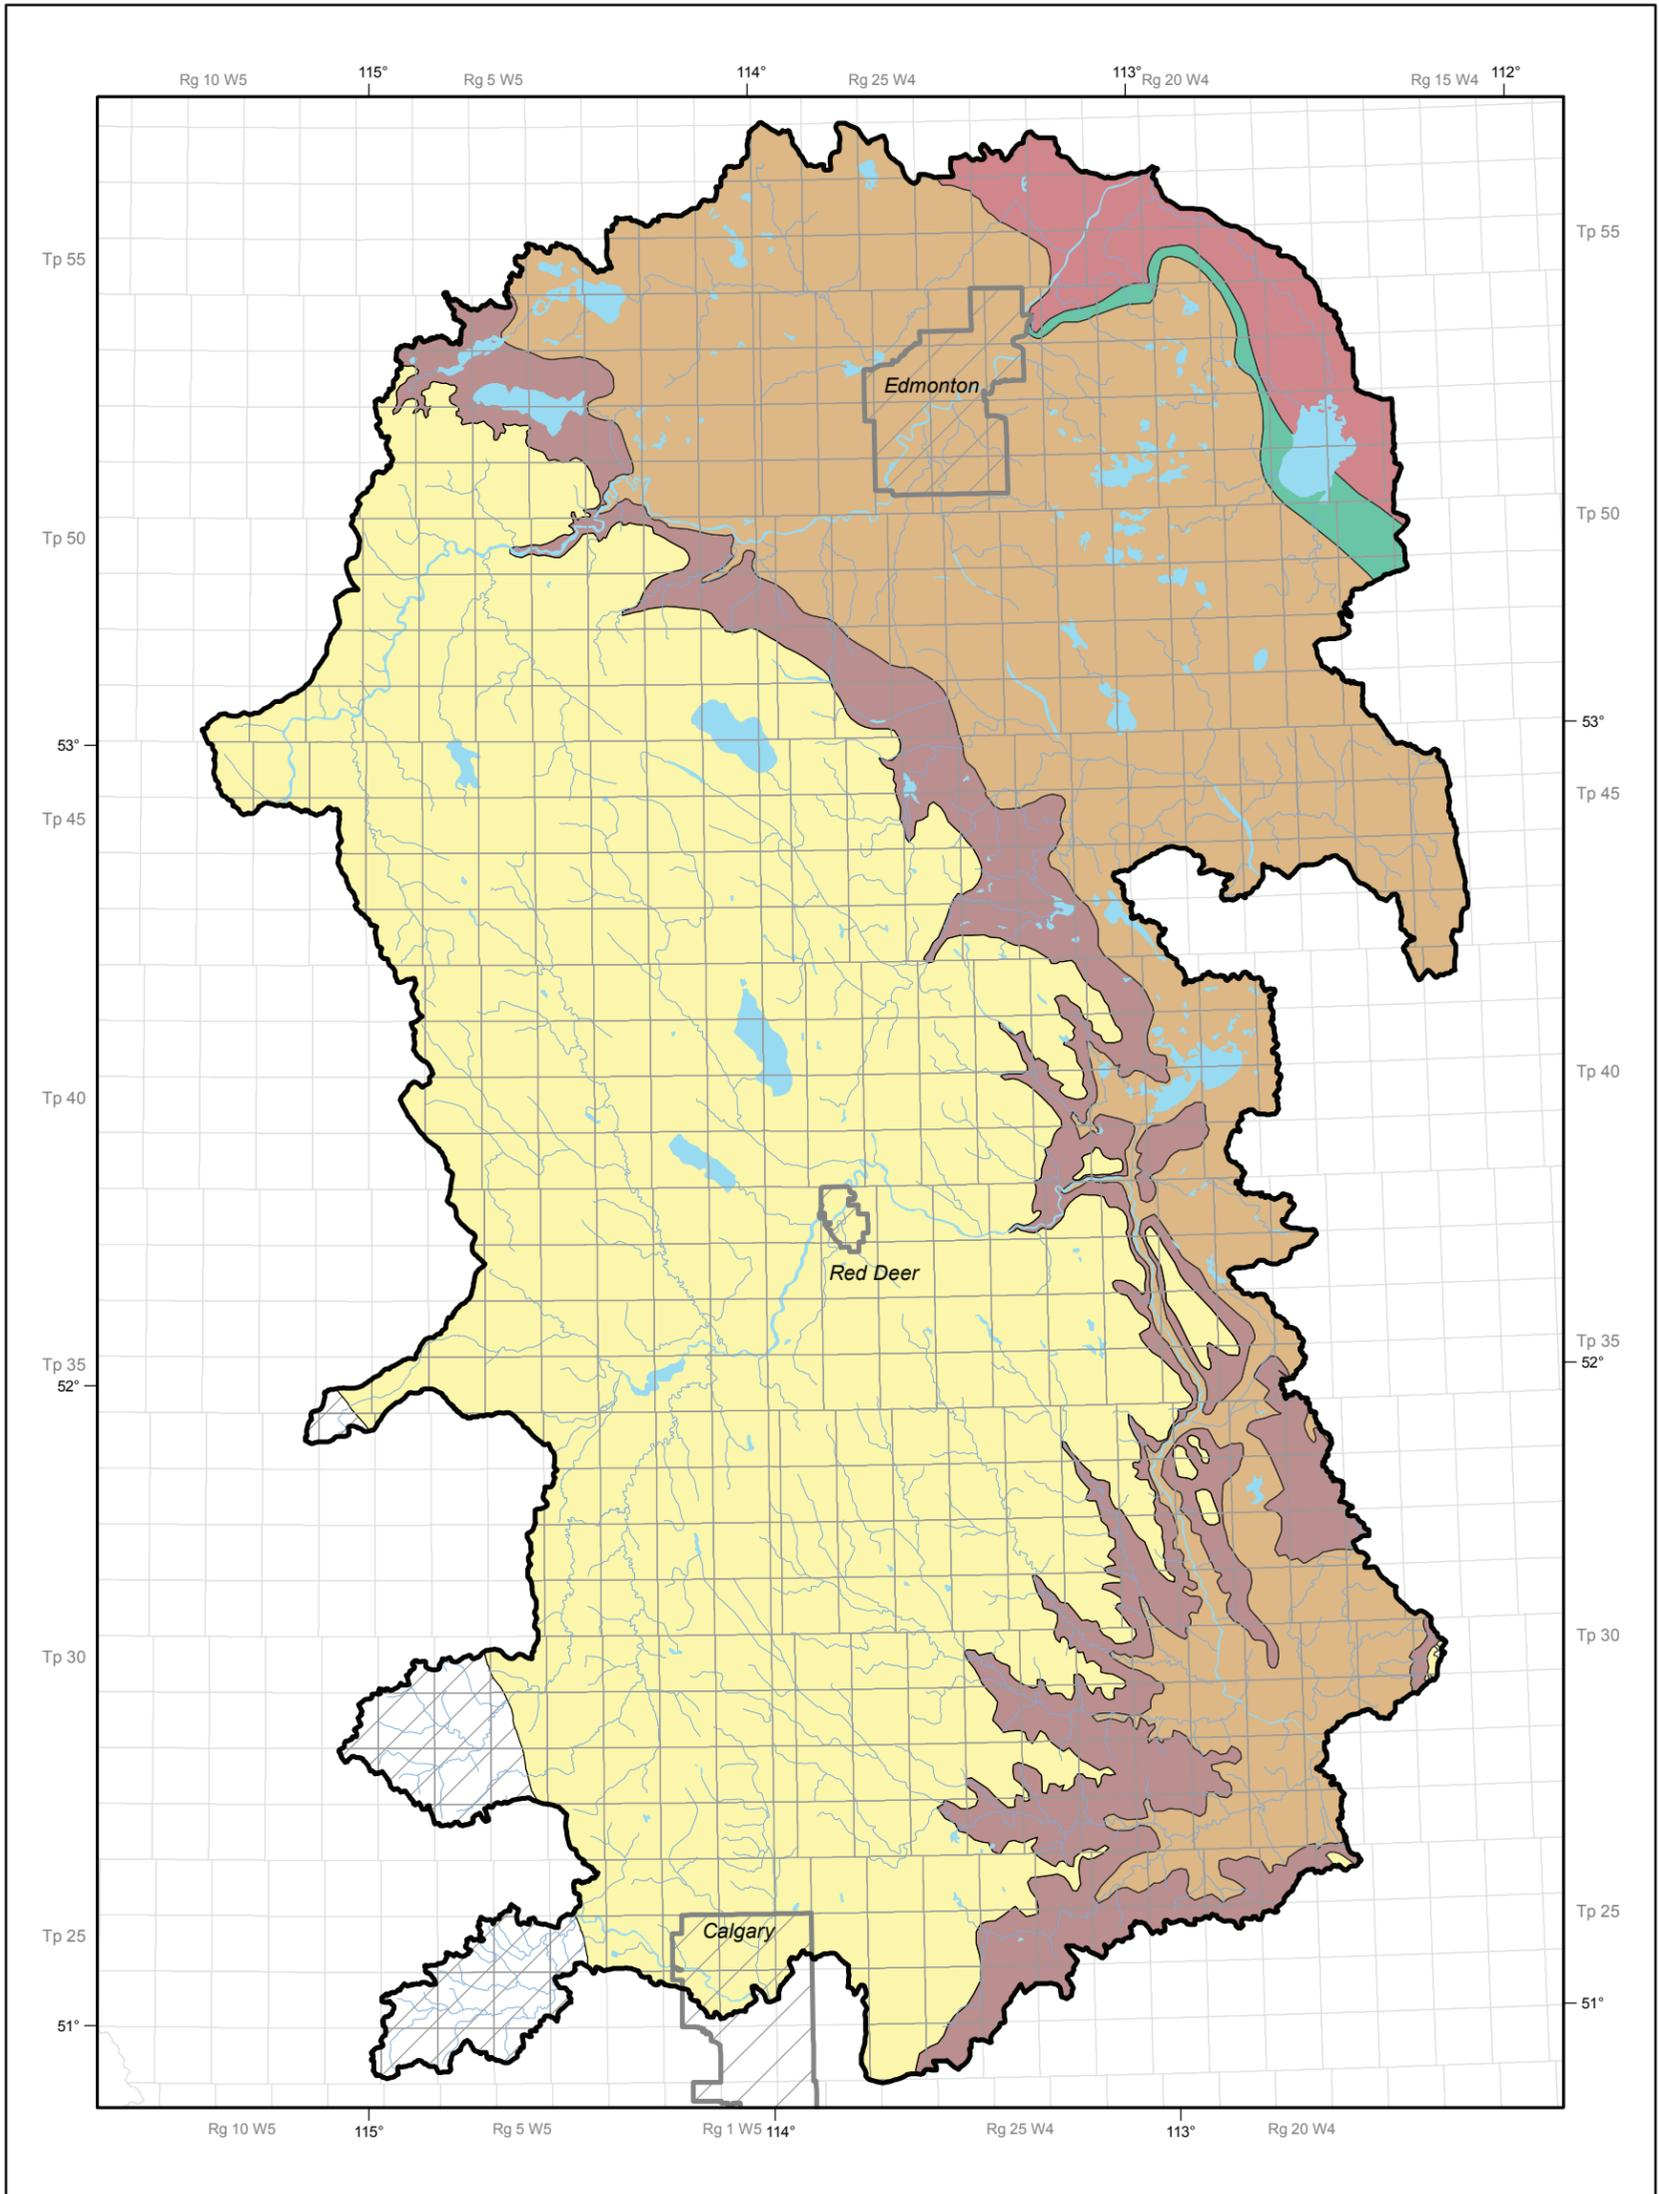 Rg 10 W5
115°
Rg 5 W5
114°
Rg 25 W4
113°
Rg 20 W4
Rg 15 W4
112°
Tp 55
Tp 55
Edmonton
Tp 50
Tp 50
53°
53°
Tp 45
Tp 45
Tp 40
Tp 40
Red Deer
Tp 35
Tp 35
52°
52°
Tp 30
Tp 30
Tp 25
Calgary
Tp 25
51°
51°
Rg 10 W5
115°
Rg 5 W5
Rg 1 W5
114°
Rg 25 W4
113°
Rg 20 W4